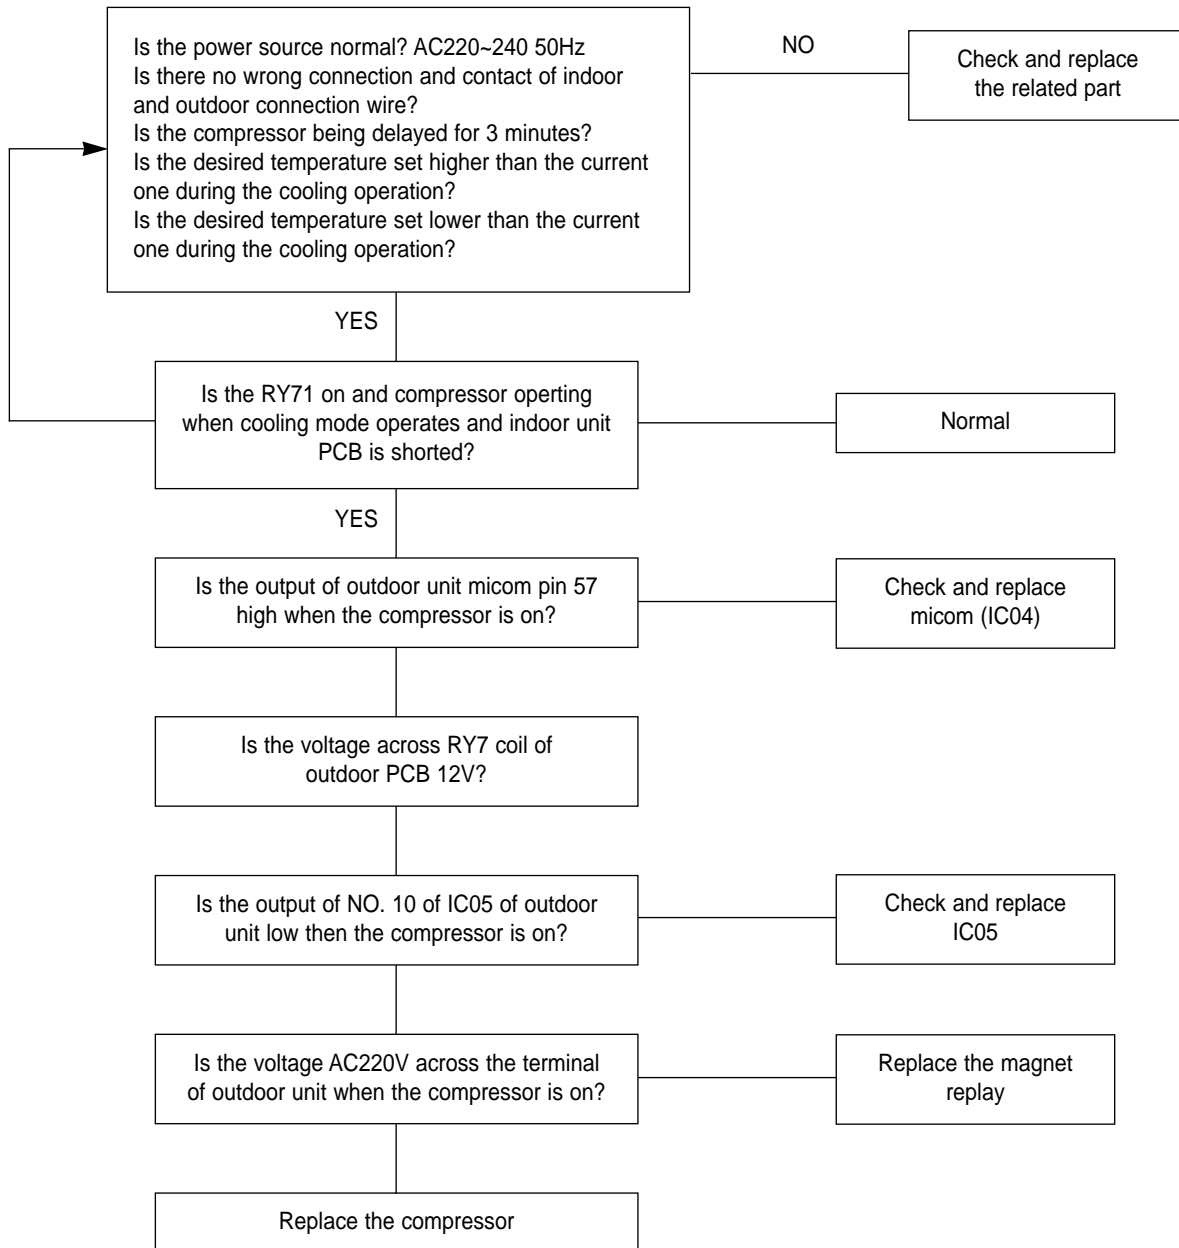 Is the power source normal? AC220~240 50Hz
Is there no wrong connection and contact of indoor
and outdoor connection wire?
Is the compressor being delayed for 3 minutes?
Is the desired temperature set higher than the current
one during the cooling operation?
Is the desired temperature set lower than the current
one during the cooling operation?
NO
Check and replace
the related part
YES
Is the RY71 on and compressor operting
when cooling mode operates and indoor unit
PCB is shorted?
Normal
YES
Is the output of outdoor unit micom pin 57
high when the compressor is on?
Check and replace
micom (IC04)
Is the voltage across RY7 coil of
outdoor PCB 12V?
Is the output of NO. 10 of IC05 of outdoor
unit low then the compressor is on?
Check and replace
IC05
Is the voltage AC220V across the terminal
of outdoor unit when the compressor is on?
Replace the magnet
replay
Replace the compressor